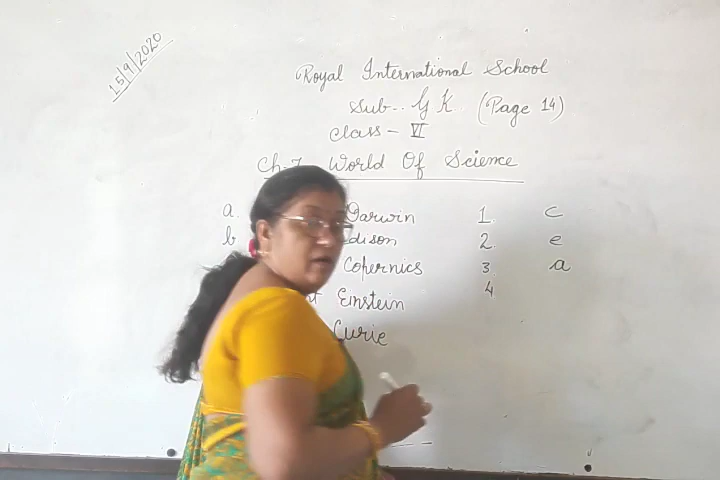 15/9/2020
Royal International School
Sub.. G K. (Page 14)
Class - VI
Ch-7 World Of Science
a. Darwin 1. c
b dison 2. e
Copernics 3. a
Einstein 4
Curie